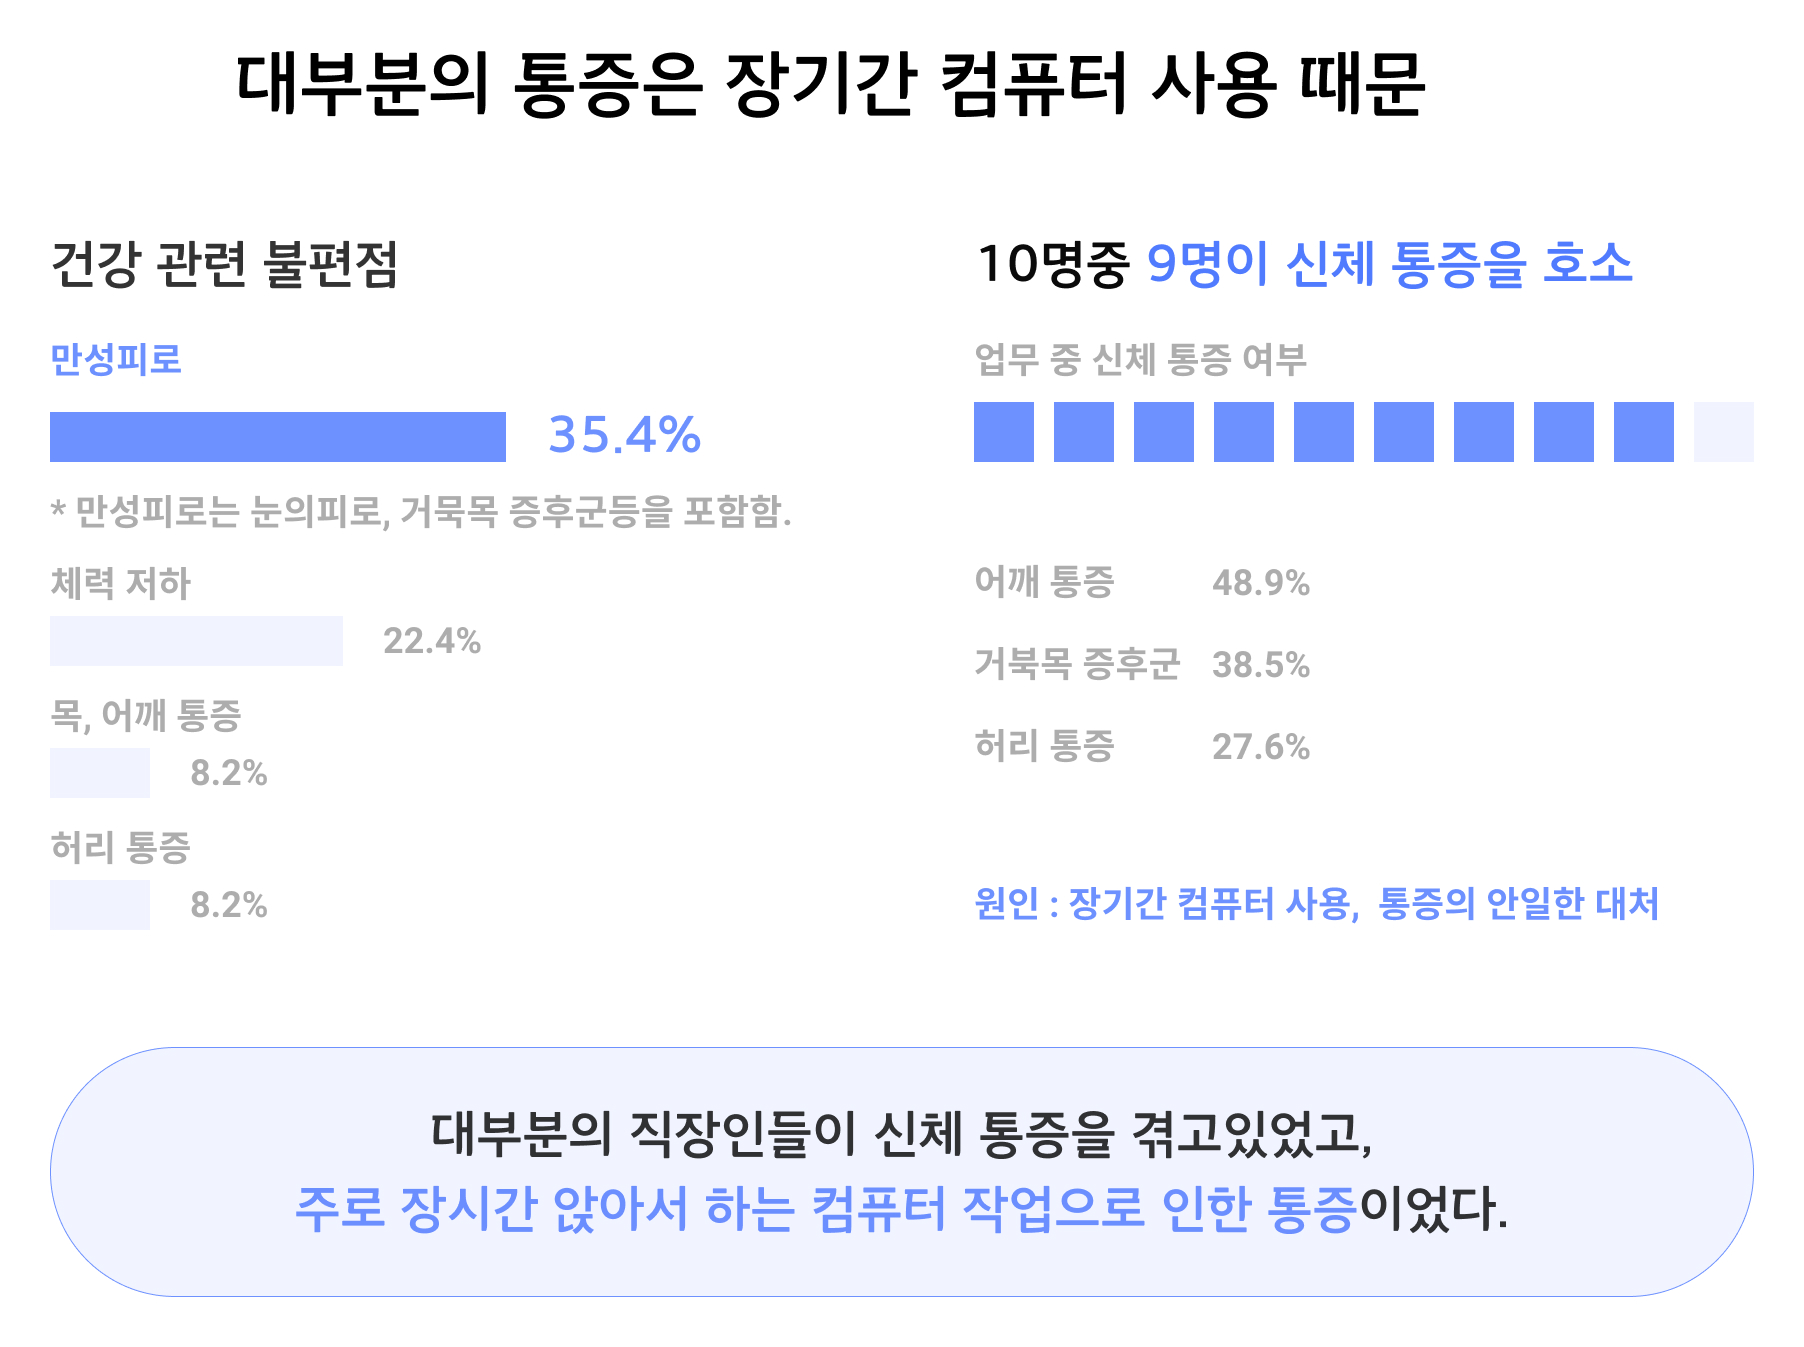 대부분의 통증은 장기간 컴퓨터 사용 때문
건강 관련 불편점
만성피로
35.4%
* 만성피로는 눈의피로, 거묵목 증후군등을 포함함.
체력 저하
22.4%
목, 어깨 통증
8.2%
허리 통증
8.2%
10명중 9명이 신체 통증을 호소
업무 중 신체 통증 여부
어깨 통증 48.9%
거북목 증후군 38.5%
허리 통증 27.6%
원인 : 장기간 컴퓨터 사용, 통증의 안일한 대처
대부분의 직장인들이 신체 통증을 겪고있었고,
주로 장시간 앉아서 하는 컴퓨터 작업으로 인한 통증이었다.